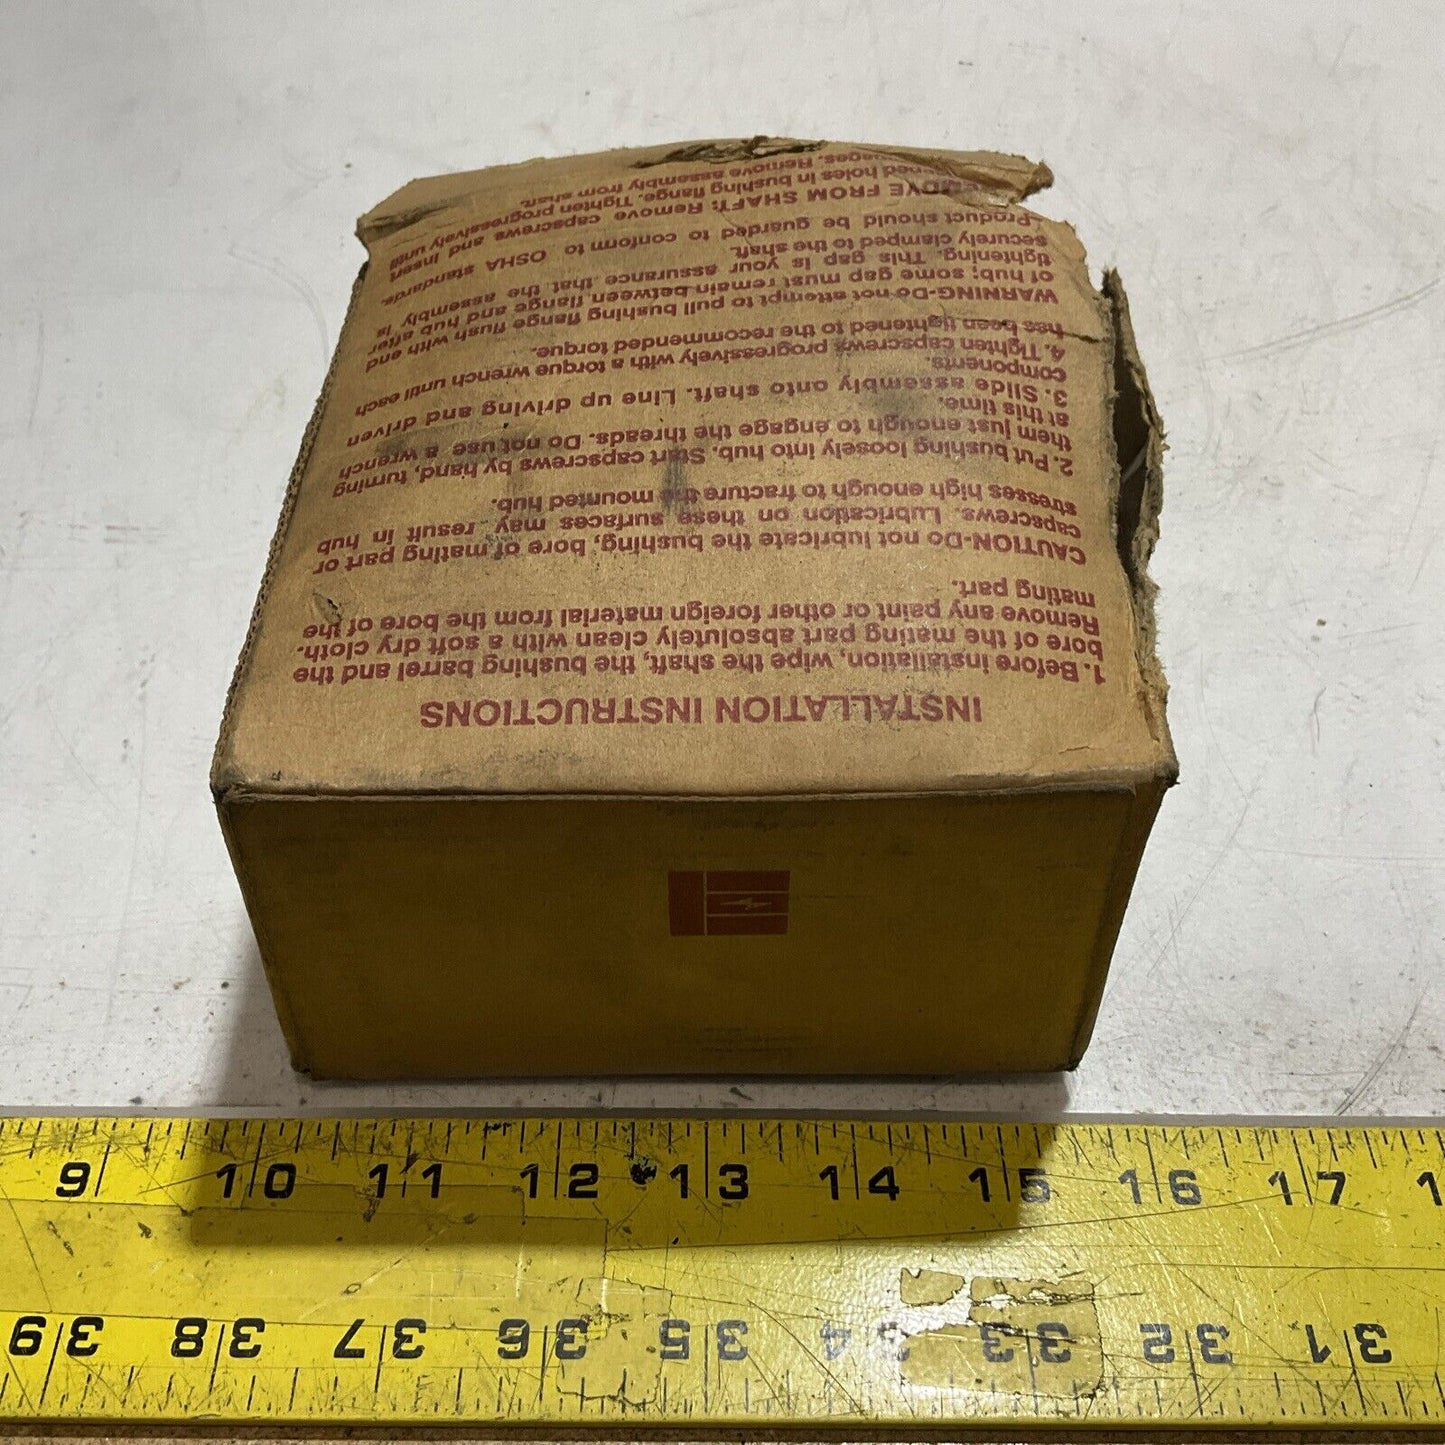 INSTALLATION INSTRUCTIONS
1. Before installation, wipe the shaft, the bushing barrel and the
bore of the mating part absolutely clean with a soft dry cloth.
Remove any paint or other foreign material from the bore of the
mating part.
CAUTION-Do not lubricate the bushing, bore of mating part or
capscrews. Lubrication on these surfaces may result in hub
stresses high enough to fracture the mounted hub.
2. Put bushing loosely into hub. Start capscrews by hand, turning
them just enough to engage the threads. Do not use a wrench
at this time.
3. Slide assembly onto shaft. Line up driving and driven
components.
4. Tighten capscrews progressively with a torque wrench until each
has been tightened to the recommended torque.
WARNING-Do not attempt to pull bushing flange flush with end
of hub; some gap must remain between flange and hub after
tightening. This gap is your assurance that the assembly is
securely clamped to the shaft.
Product should be guarded to conform to OSHA standards.
FROM SHAFT: Remove capscrews and insert
holes in bushing flange. Tighten progressively until
Remove assembly from shaft.
9 10 11 12 13 14 15 16 17 1
39 38 37 36 35 34 33 32 31